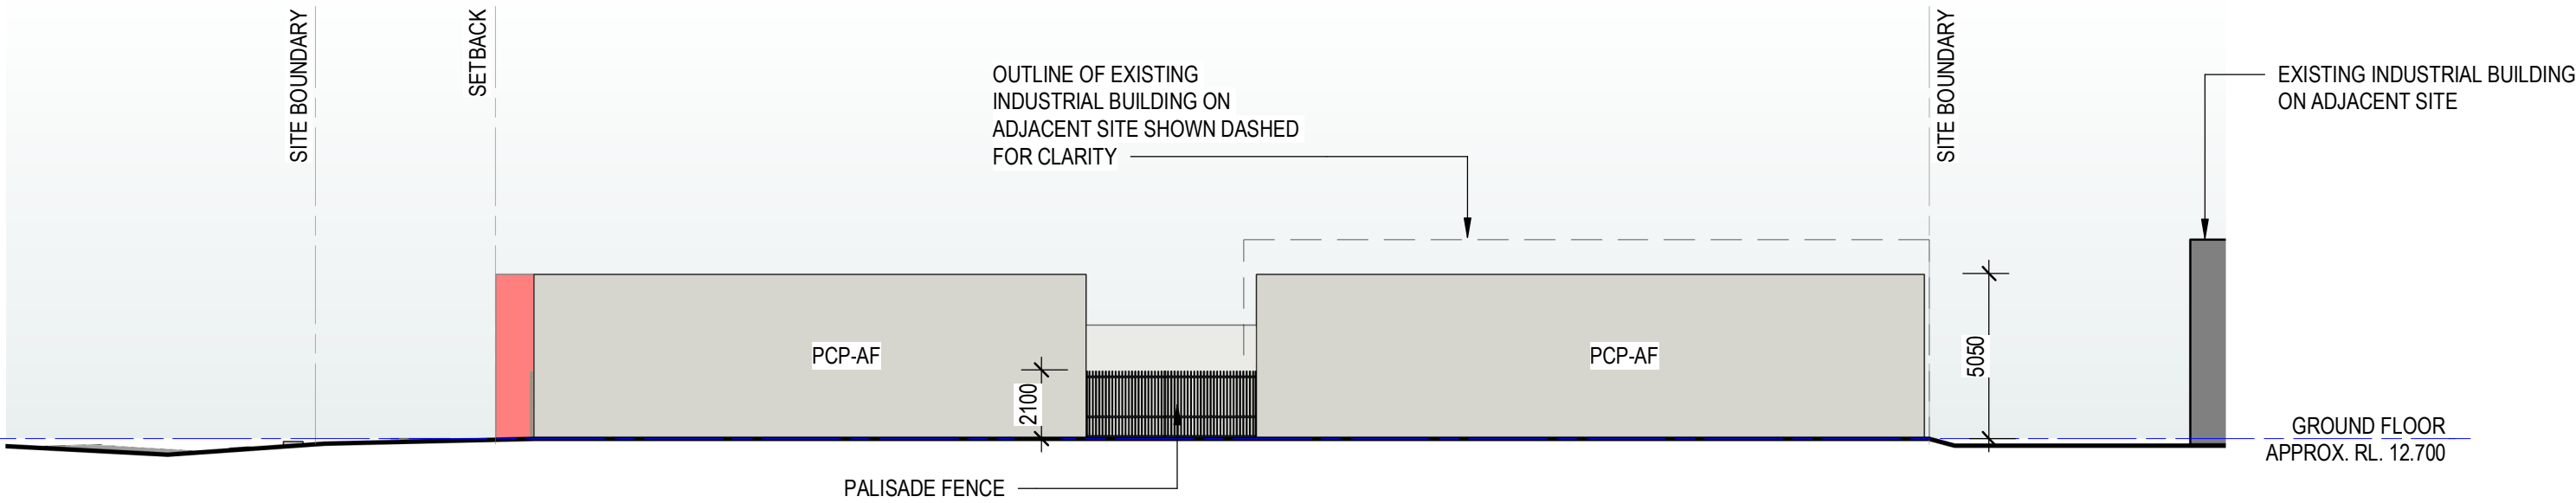 SITE BOUNDARY
SETBACK
OUTLINE OF EXISTING
INDUSTRIAL BUILDING ON
ADJACENT SITE SHOWN DASHED
FOR CLARITY
SITE BOUNDARY
EXISTING INDUSTRIAL BUILDING
ON ADJACENT SITE
PCP-AF
2100
PCP-AF
5050
GROUND FLOOR
APPROX. RL. 12.700
PALISADE FENCE